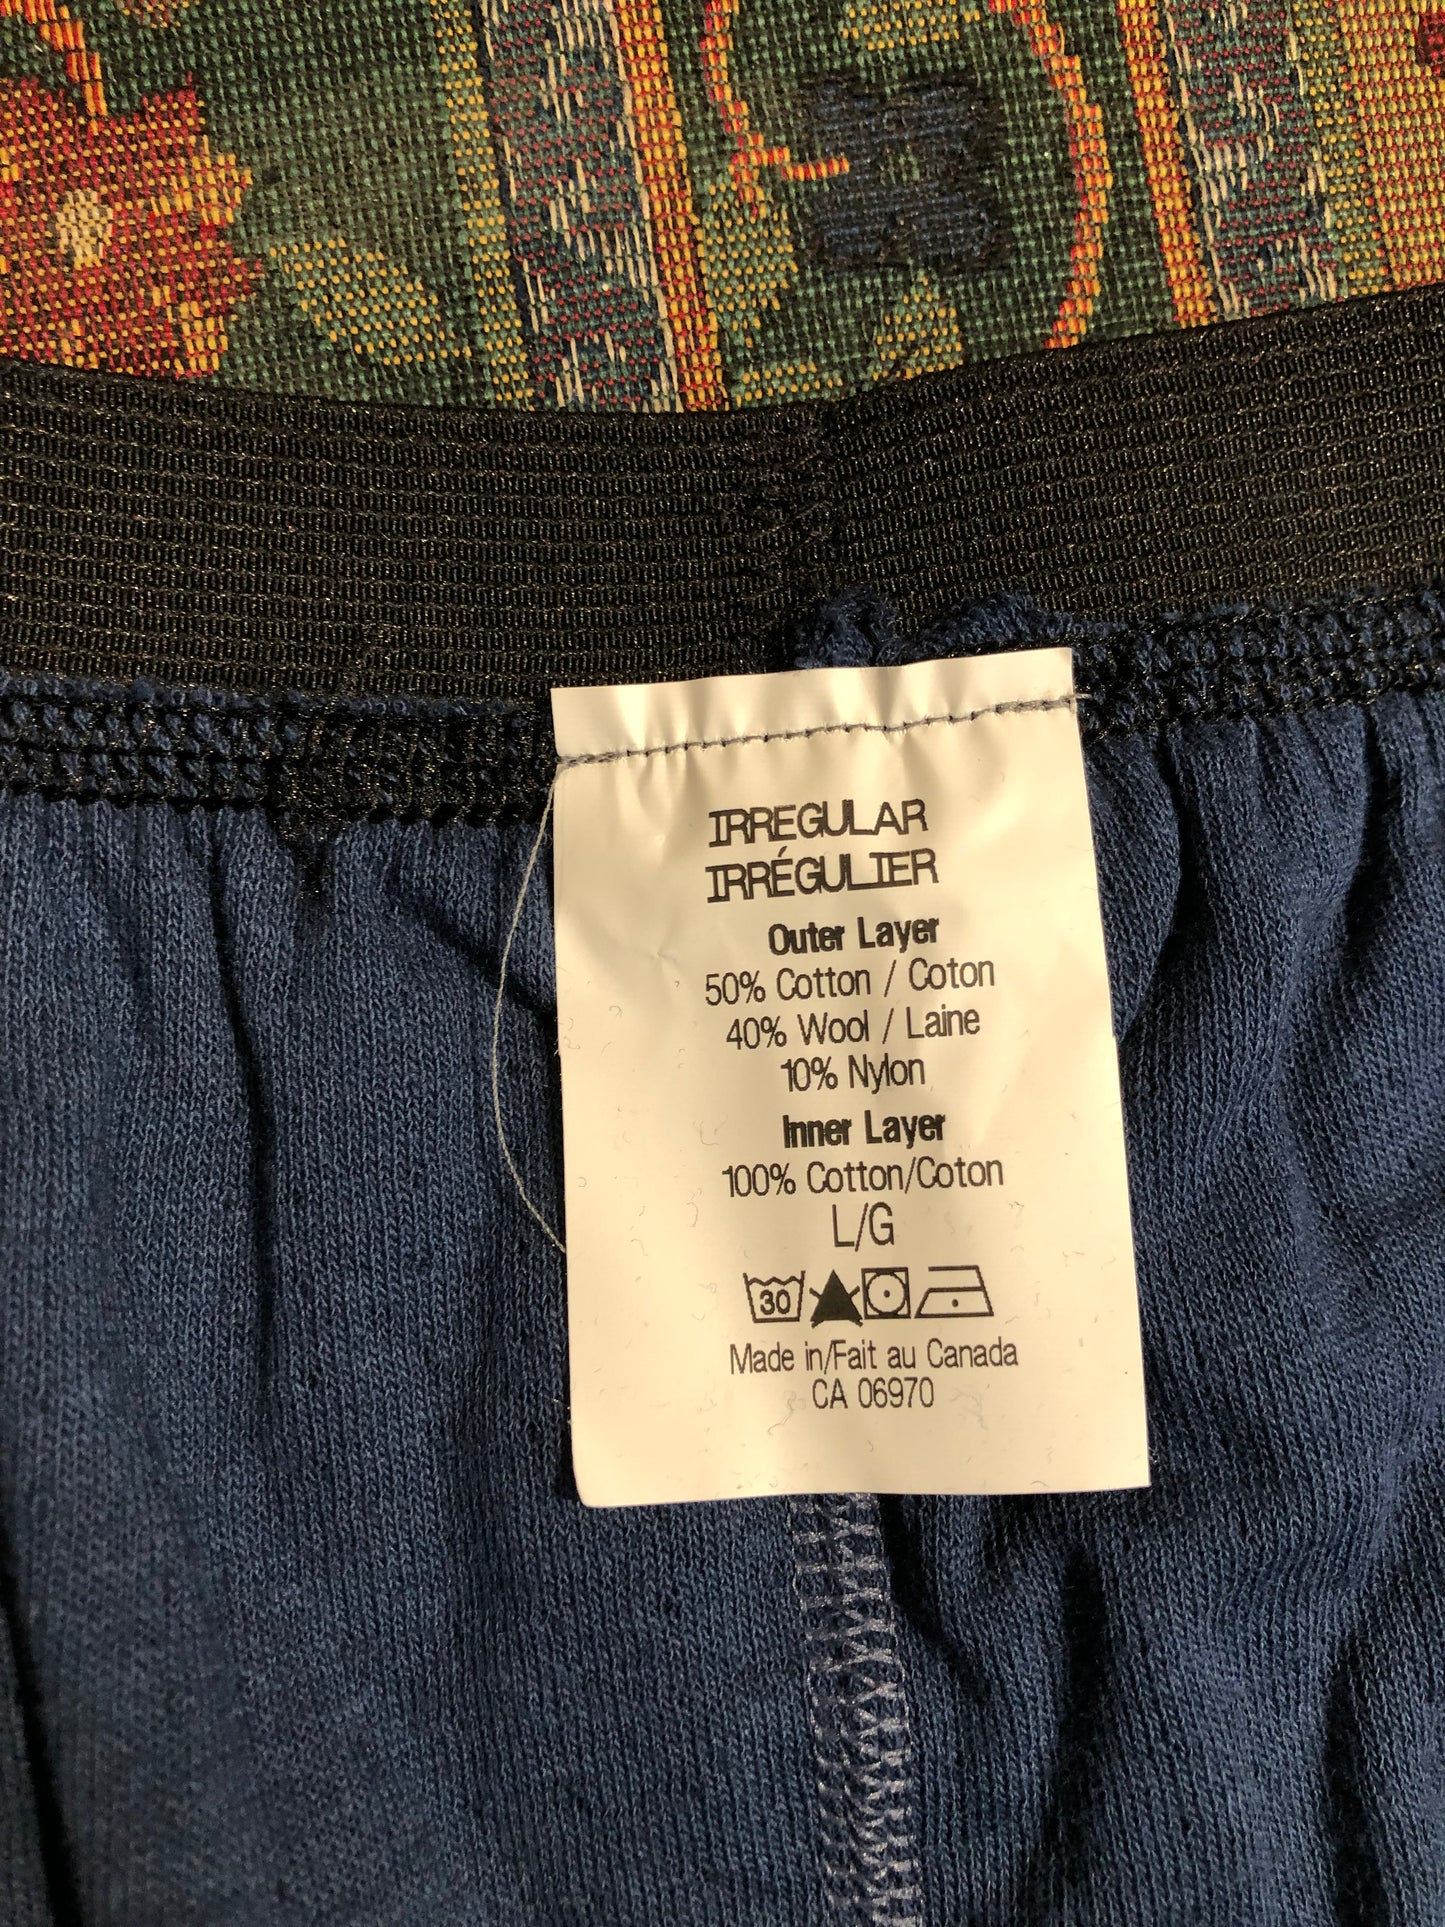 IRREGULAR
IRRÉGULIER
Outer Layer
50% Cotton / Coton
40% Wool / Laine
10% Nylon
Inner Layer
100% Cotton/Coton
L/G
30
Made in/Fait au Canada
CA 06970